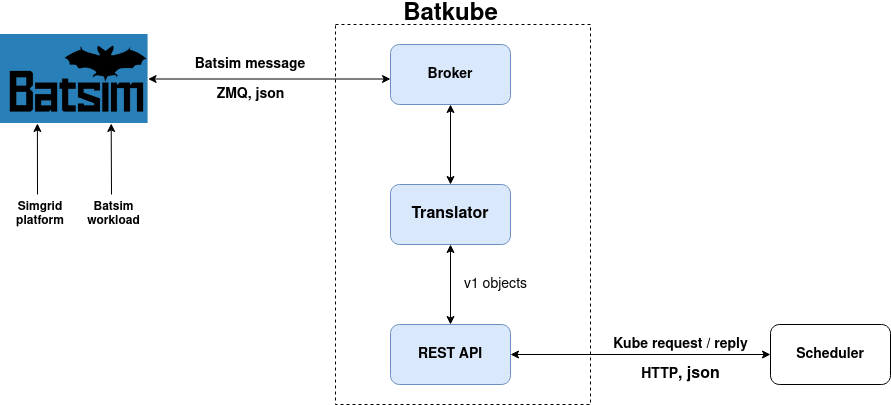 Batkube
Batsim
Batsim message
ZMQ, json
Broker
Simgrid
platform
Batsim
workload
Translator
v1 objects
REST API
Kube request / reply
HTTP, json
Scheduler